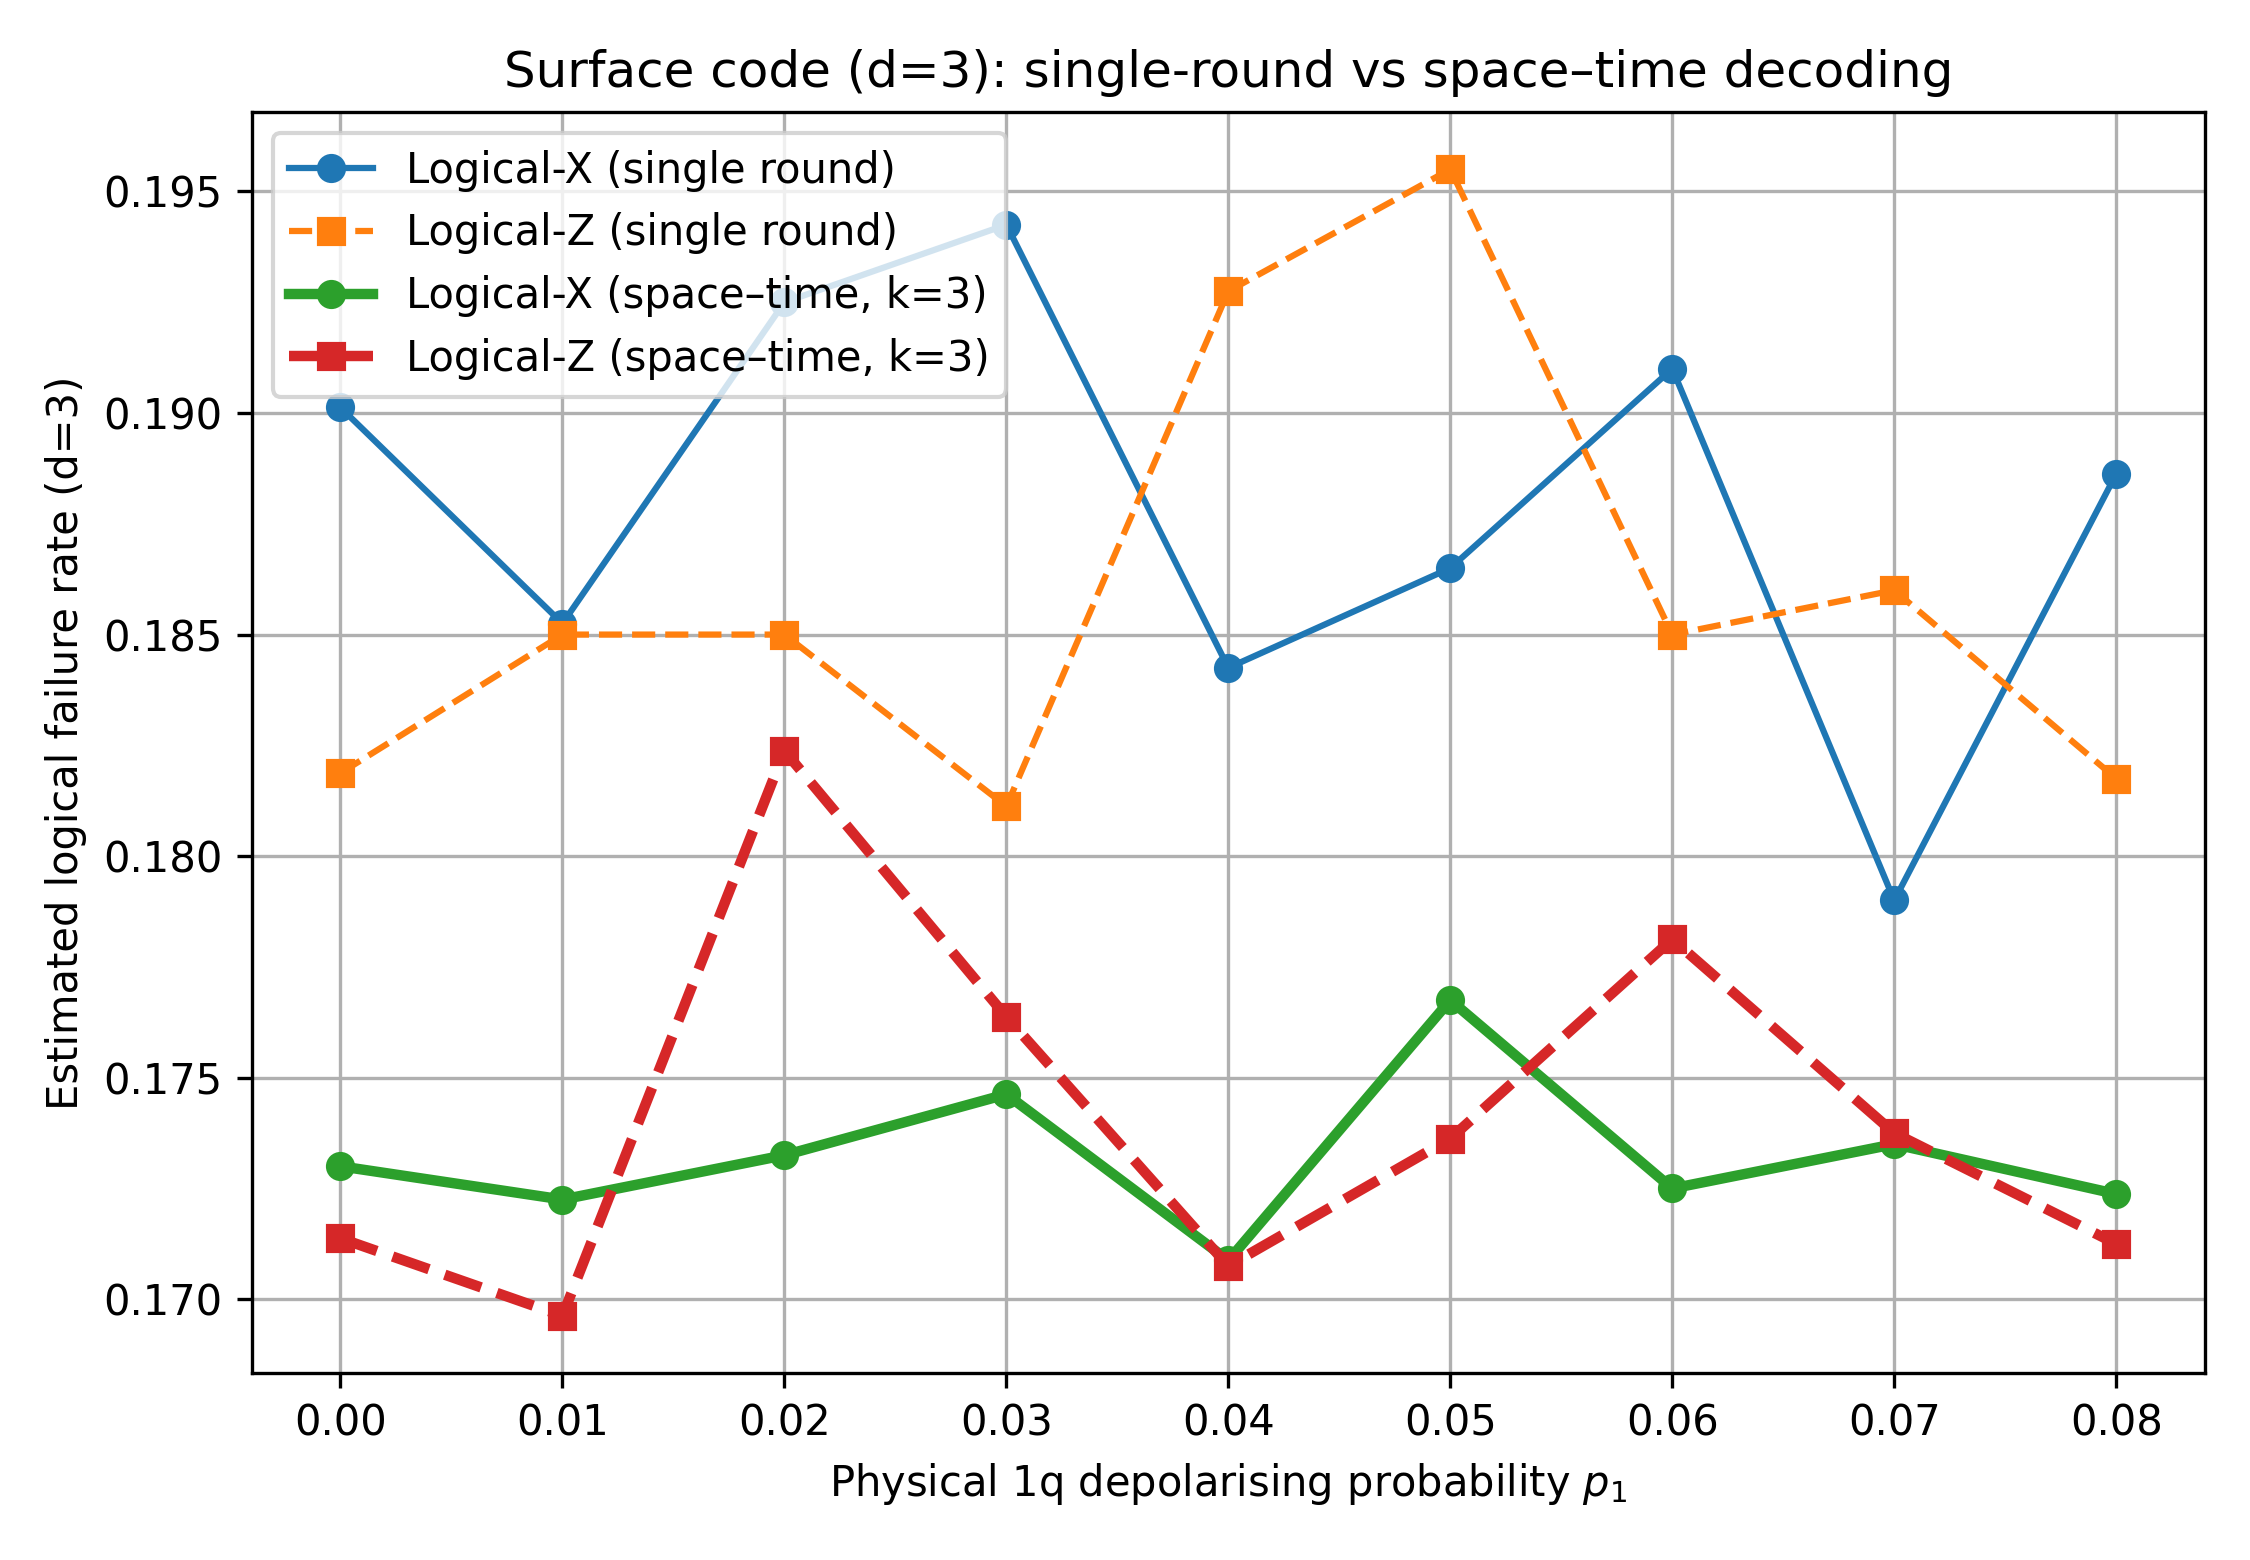 Surface code (d=3): single-round vs space–time decoding
Logical-X (single round)
Logical-Z (single round)
Logical-X (space–time, k=3)
Logical-Z (space–time, k=3)
Estimated logical failure rate (d=3)
0.195
0.190
0.185
0.180
0.175
0.170
0.00 0.01 0.02 0.03 0.04 0.05 0.06 0.07 0.08
Physical 1q depolarising probability p₁